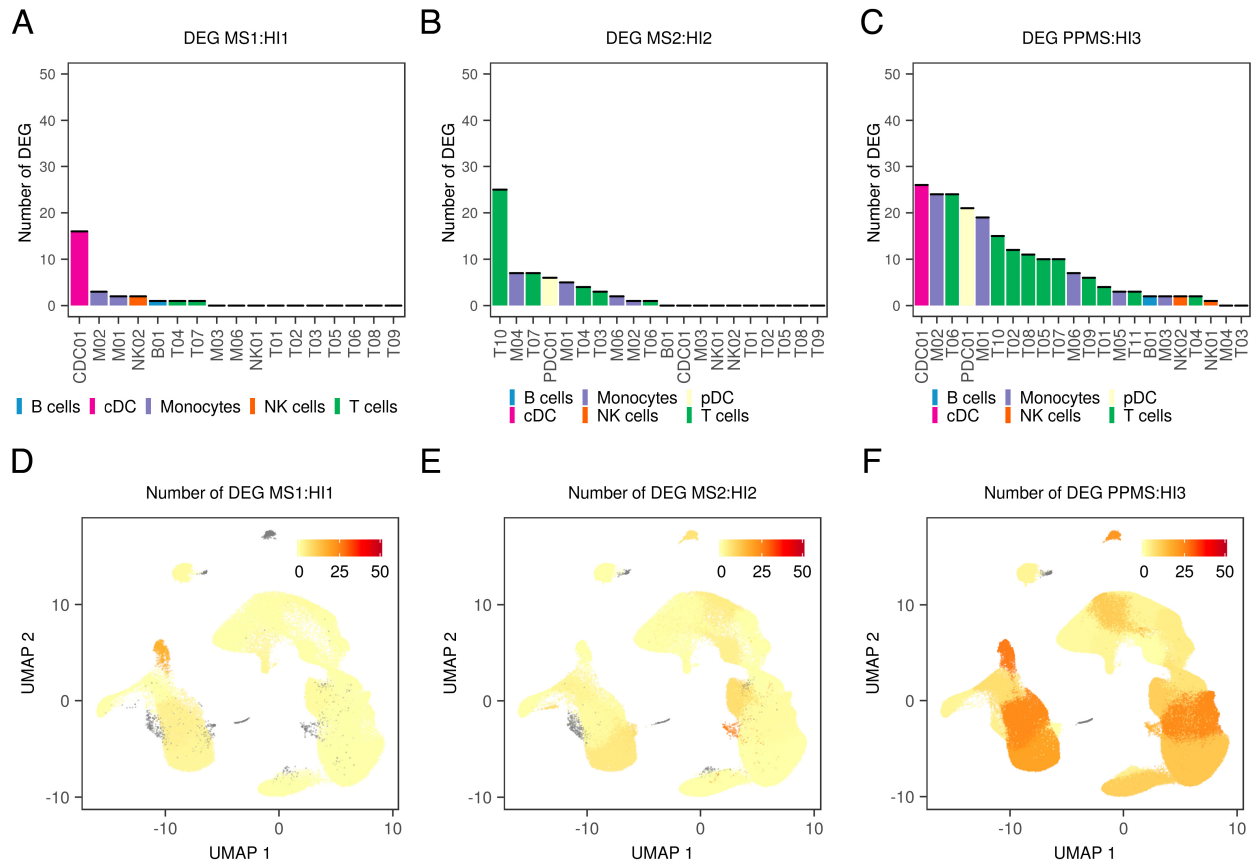 A
DEG MS1:HI1
Number of DEG
50
40
30
20
10
0
CDC01 M02 M01 NK02 B01 T04 T07 M03 M06 NK01 T01 T02 T03 T05 T06 T08 T09
B cells cDC Monocytes NK cells T cells
B
DEG MS2:HI2
Number of DEG
50
40
30
20
10
0
T10 M04 T07 PDC01 M01 T04 T03 M06 M02 T06 B01 CDC01 M03 NK01 NK02 T01 T02 T05 T08 T09
B cells Monocytes pDC
cDC NK cells T cells
C
DEG PPMS:HI3
Number of DEG
50
40
30
20
10
0
CDC01 M02 T06 PDC01 M01 T10 T02 T08 T05 T07 M06 T09 T01 M05 T11 B01 M03 NK02 T04 NK01 M04 T03
B cells Monocytes pDC
cDC NK cells T cells
D
Number of DEG MS1:HI1
0 25 50
UMAP 2
10
0
-10
-10 0 10
UMAP 1
E
Number of DEG MS2:HI2
0 25 50
UMAP 2
10
0
-10
-10 0 10
UMAP 1
F
Number of DEG PPMS:HI3
0 25 50
UMAP 2
10
0
-10
-10 0 10
UMAP 1